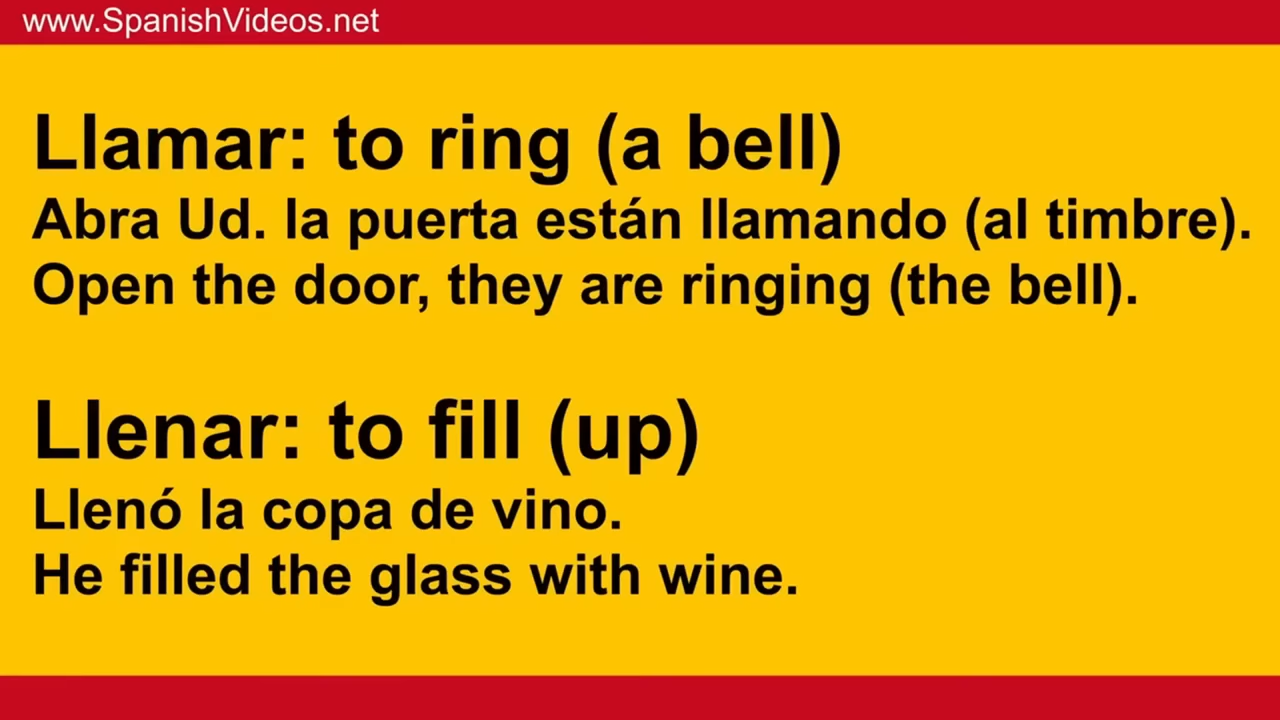 www.SpanishVideos.net
Llamar: to ring (a bell)
Abra Ud. la puerta están llamando (al timbre).
Open the door, they are ringing (the bell).
Llenar: to fill (up)
Llenó la copa de vino.
He filled the glass with wine.